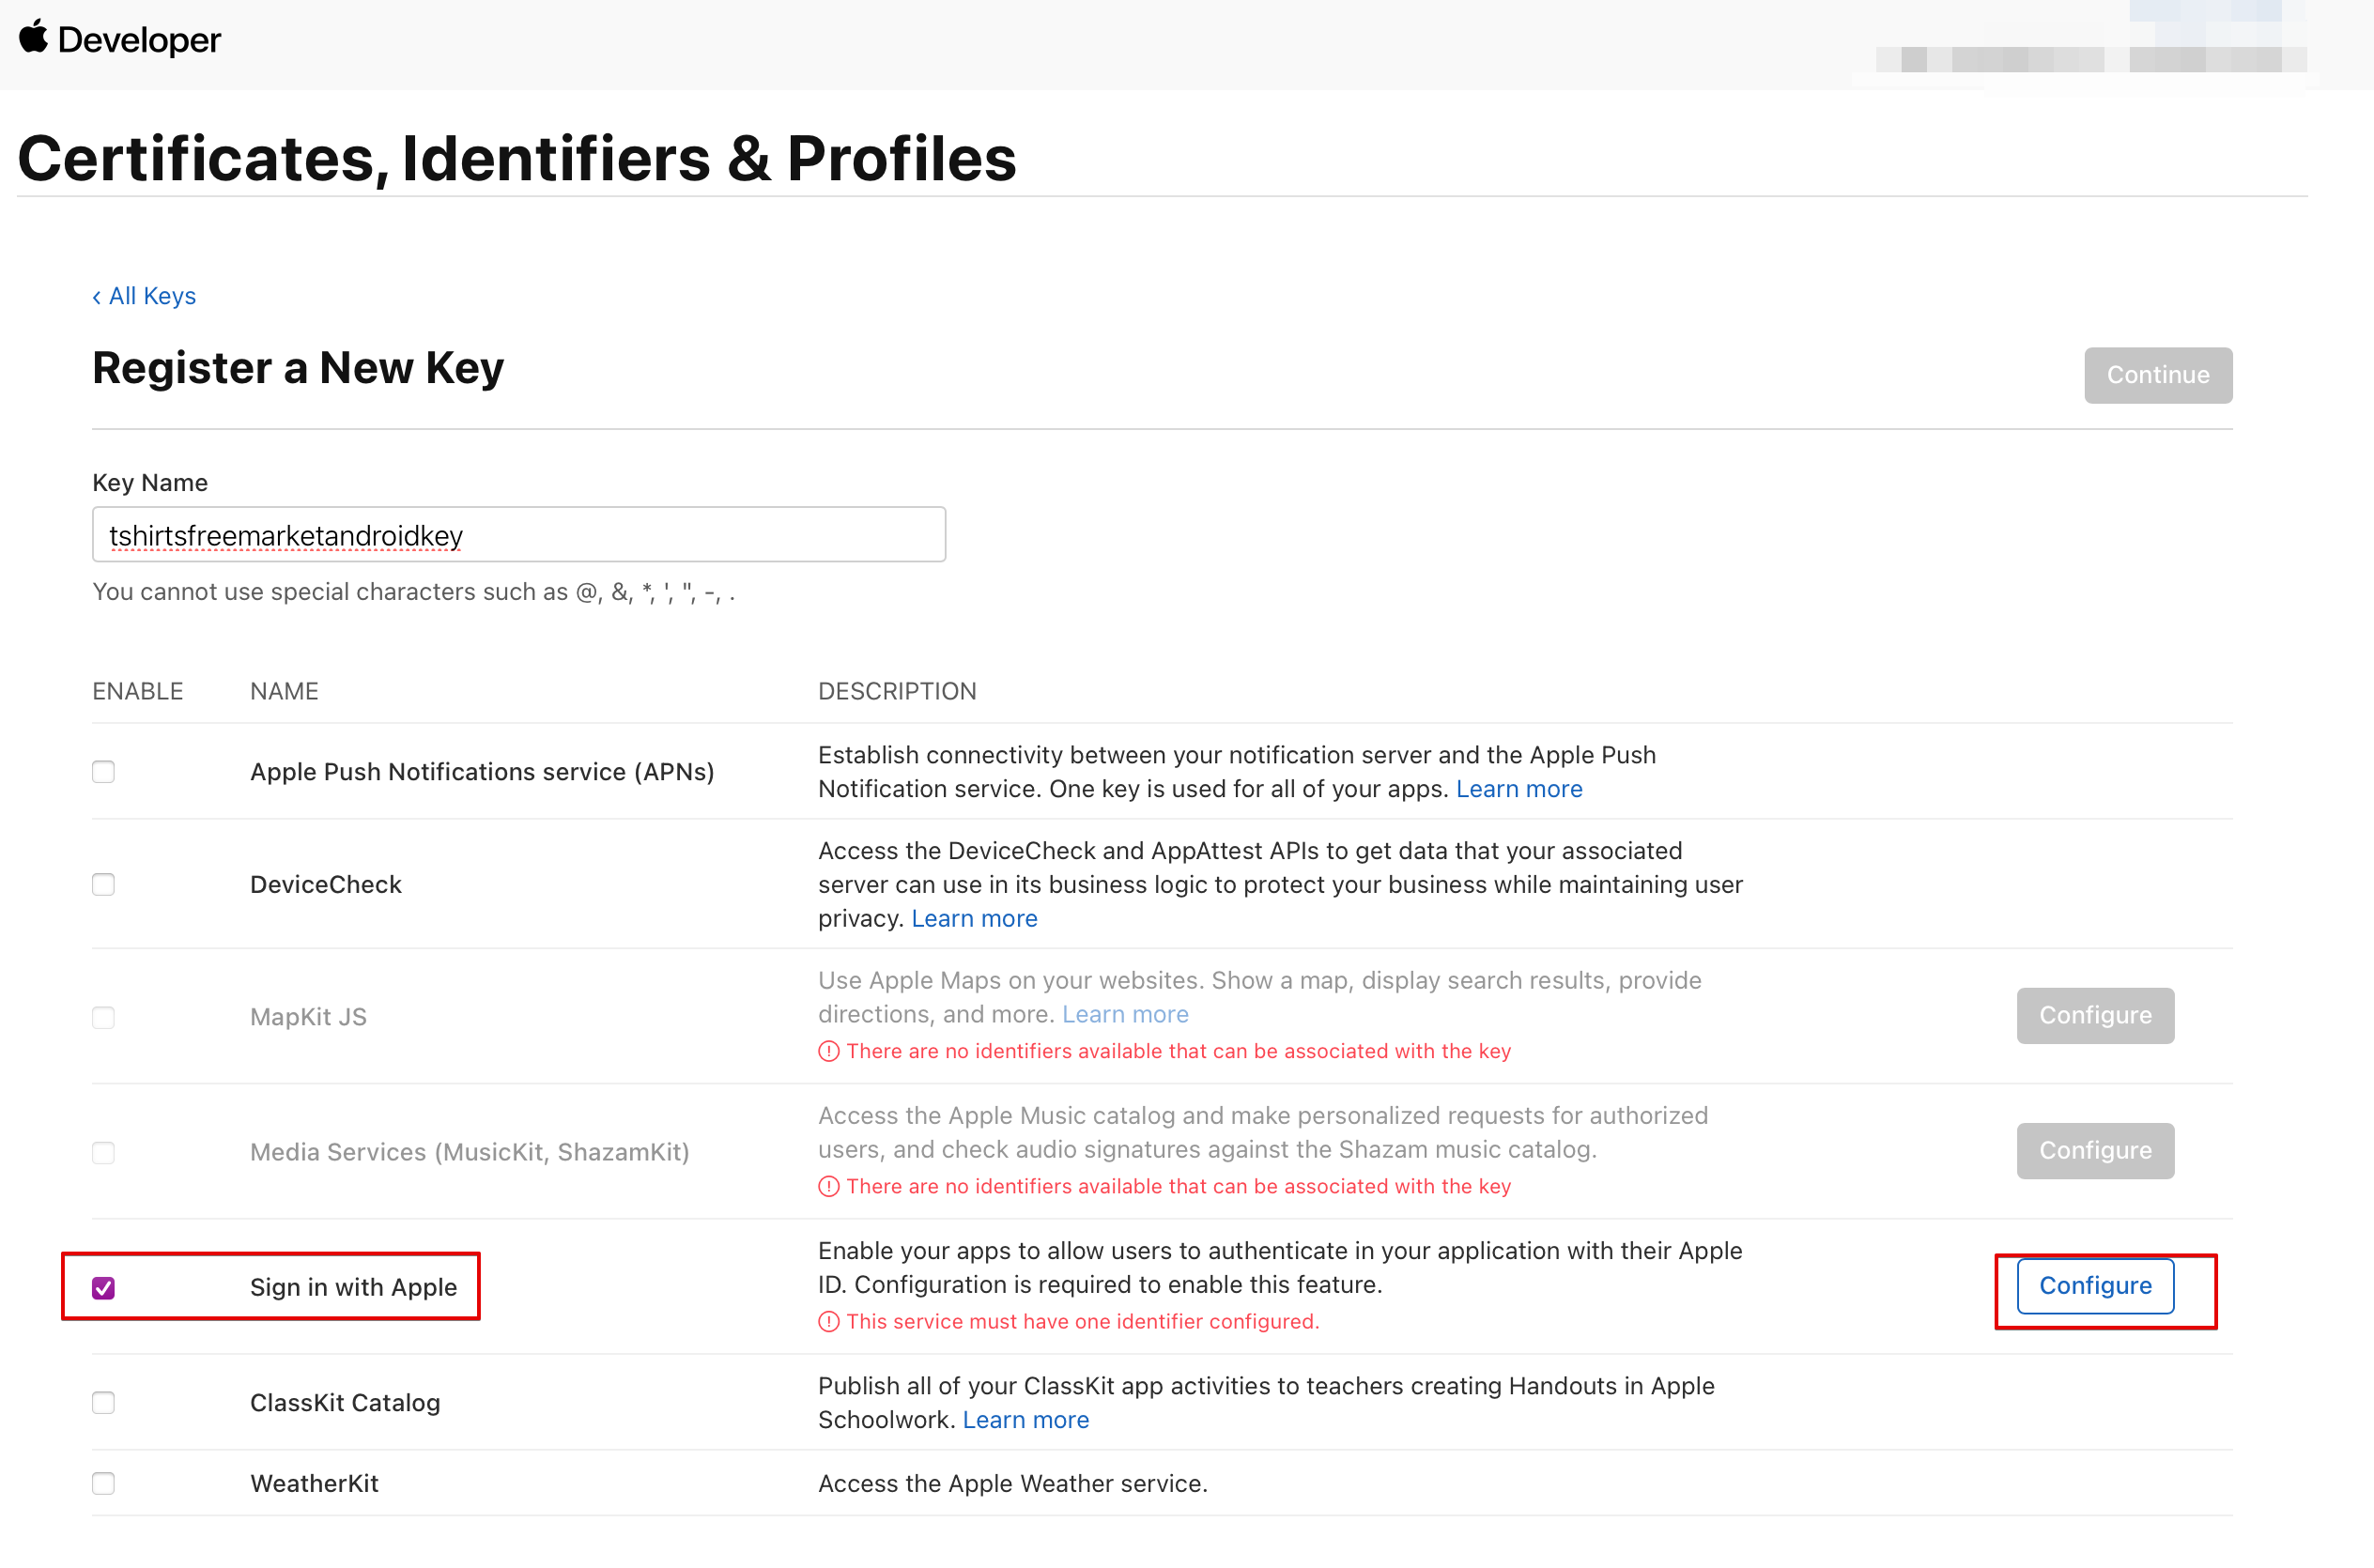 Developer
Certificates, Identifiers & Profiles
‹ All Keys
Register a New Key
Continue
Key Name
tshirtsfreemarketandroidkey
You cannot use special characters such as @, &, *, ', ", -, .
ENABLE NAME DESCRIPTION
Apple Push Notifications service (APNs)
Establish connectivity between your notification server and the Apple Push
Notification service. One key is used for all of your apps. Learn more
DeviceCheck
Access the DeviceCheck and AppAttest APIs to get data that your associated
server can use in its business logic to protect your business while maintaining user
privacy. Learn more
MapKit JS
Use Apple Maps on your websites. Show a map, display search results, provide
directions, and more. Learn more
There are no identifiers available that can be associated with the key
Configure
Media Services (MusicKit, ShazamKit)
Access the Apple Music catalog and make personalized requests for authorized
users, and check audio signatures against the Shazam music catalog.
There are no identifiers available that can be associated with the key
Configure
Sign in with Apple
Enable your apps to allow users to authenticate in your application with their Apple
ID. Configuration is required to enable this feature.
This service must have one identifier configured.
Configure
ClassKit Catalog
Publish all of your ClassKit app activities to teachers creating Handouts in Apple
Schoolwork. Learn more
WeatherKit
Access the Apple Weather service.